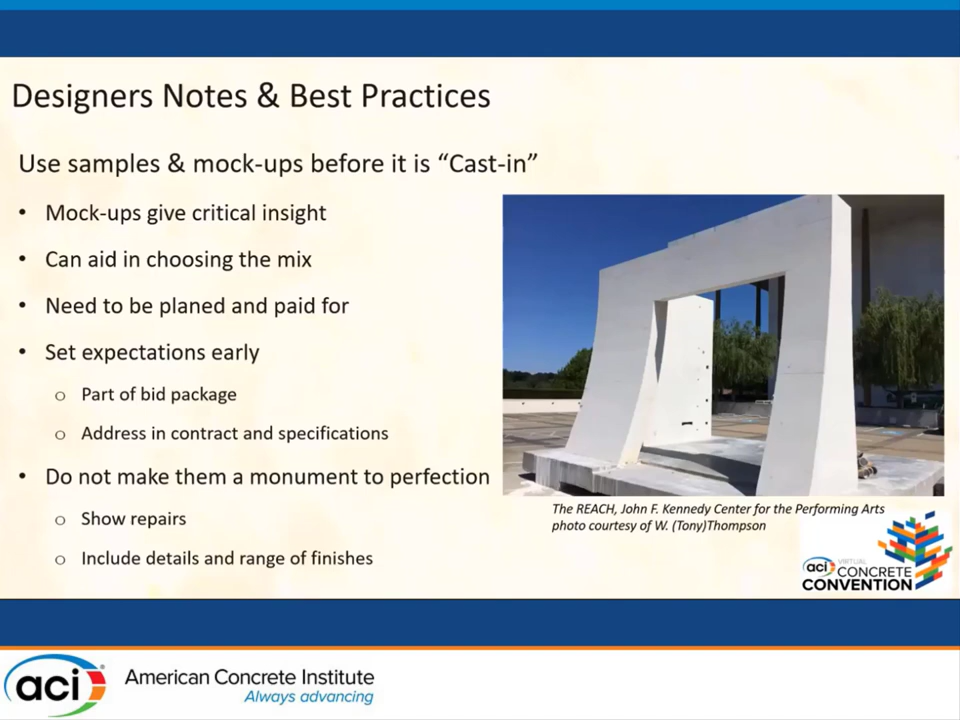 Designers Notes & Best Practices
Use samples & mock-ups before it is “Cast-in”
• Mock-ups give critical insight
• Can aid in choosing the mix
• Need to be planed and paid for
• Set expectations early
o Part of bid package
o Address in contract and specifications
• Do not make them a monument to perfection
o Show repairs
o Include details and range of finishes
The REACH, John F. Kennedy Center for the Performing Arts
photo courtesy of W. (Tony)Thompson
aci VIRTUAL
CONCRETE
CONVENTION
aci American Concrete Institute
Always advancing